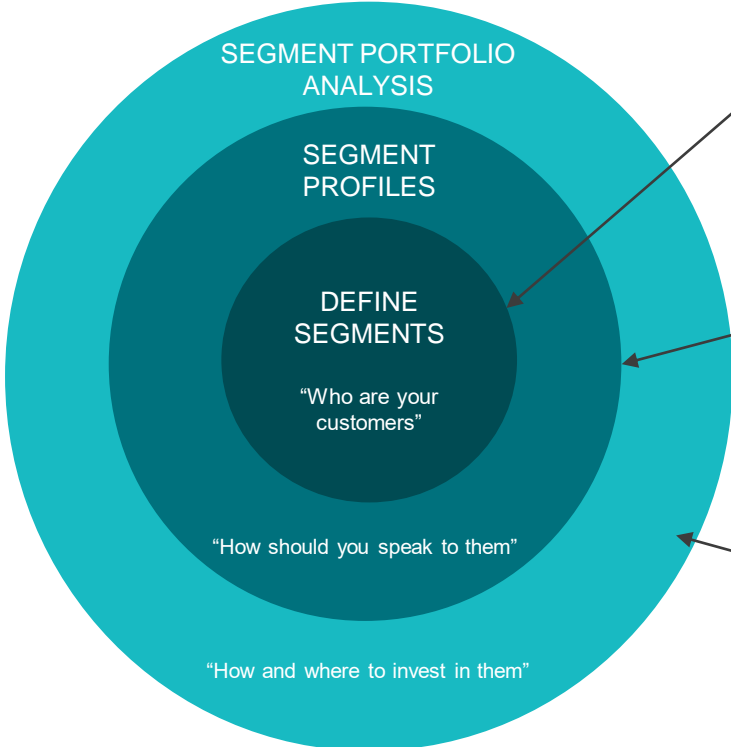 SEGMENT PORTFOLIO
ANALYSIS
SEGMENT
PROFILES
DEFINE
SEGMENTS
“Who are your
customers”
“How should you speak to them”
“How and where to invest in them”